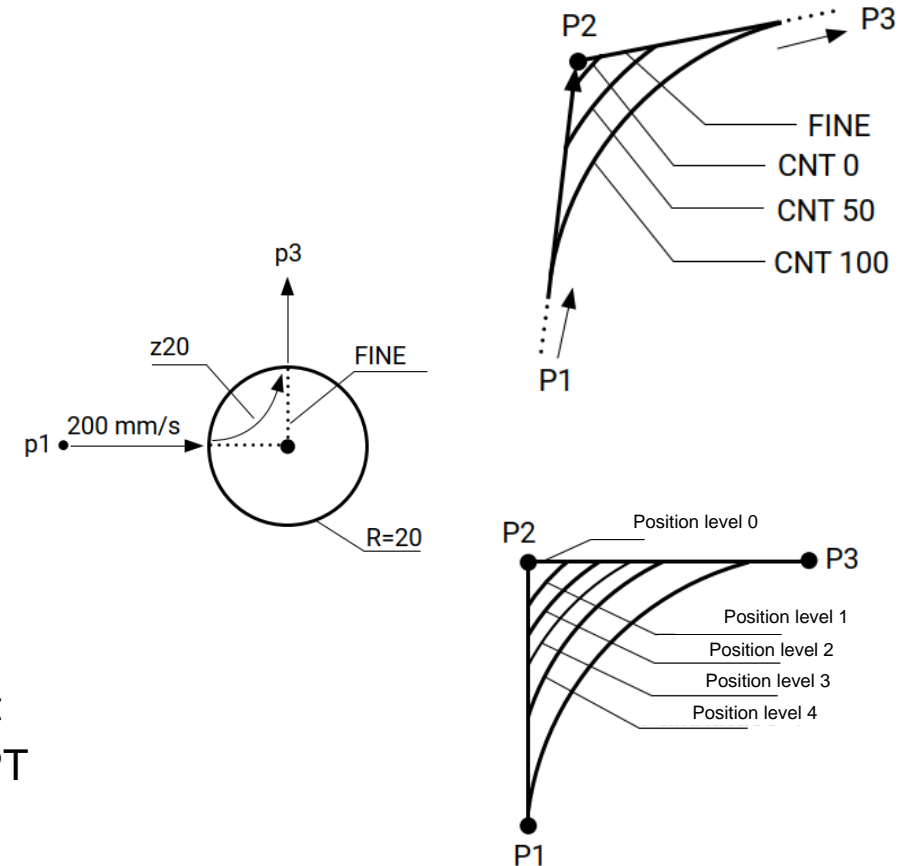 P2
P3
FINE
CNT 0
CNT 50
CNT 100
P1
p3
z20
FINE
p1
200 mm/s
R=20
Position level 0
P2
P3
Position level 1
Position level 2
Position level 3
Position level 4
P1